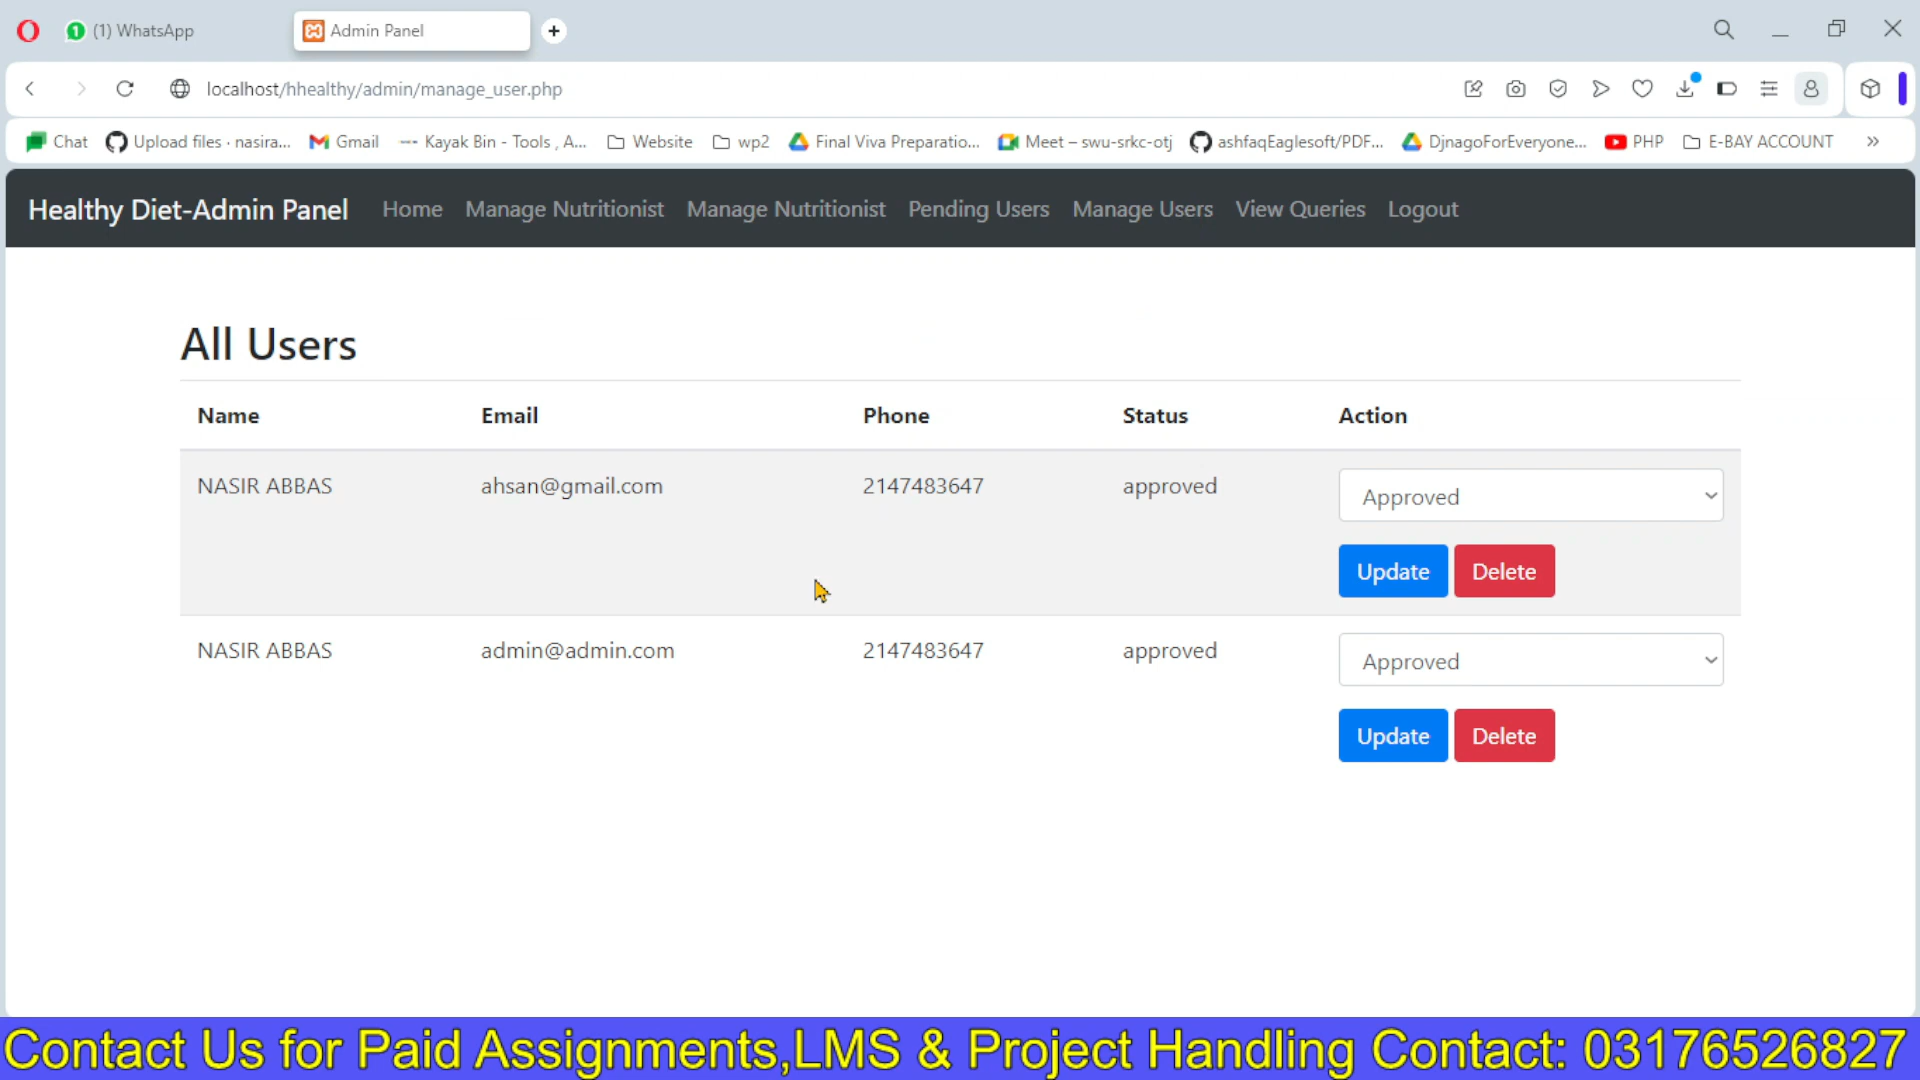 (1) WhatsApp
Admin Panel
localhost/hhealthy/admin/manage_user.php
Chat Upload files · nasira... Gmail Kayak Bin - Tools , A... Website wp2 Final Viva Preparatio... Meet – swu-srkc-otj ashfaqEaglesoft/PDF... DjnagoForEveryone... PHP E-BAY ACCOUNT »
Healthy Diet-Admin Panel Home Manage Nutritionist Manage Nutritionist Pending Users Manage Users View Queries Logout
All Users
Name Email Phone Status Action
NASIR ABBAS ahsan@gmail.com 2147483647 approved Approved
Update Delete
NASIR ABBAS admin@admin.com 2147483647 approved Approved
Update Delete
Contact Us for Paid Assignments,LMS & Project Handling Contact: 03176526827